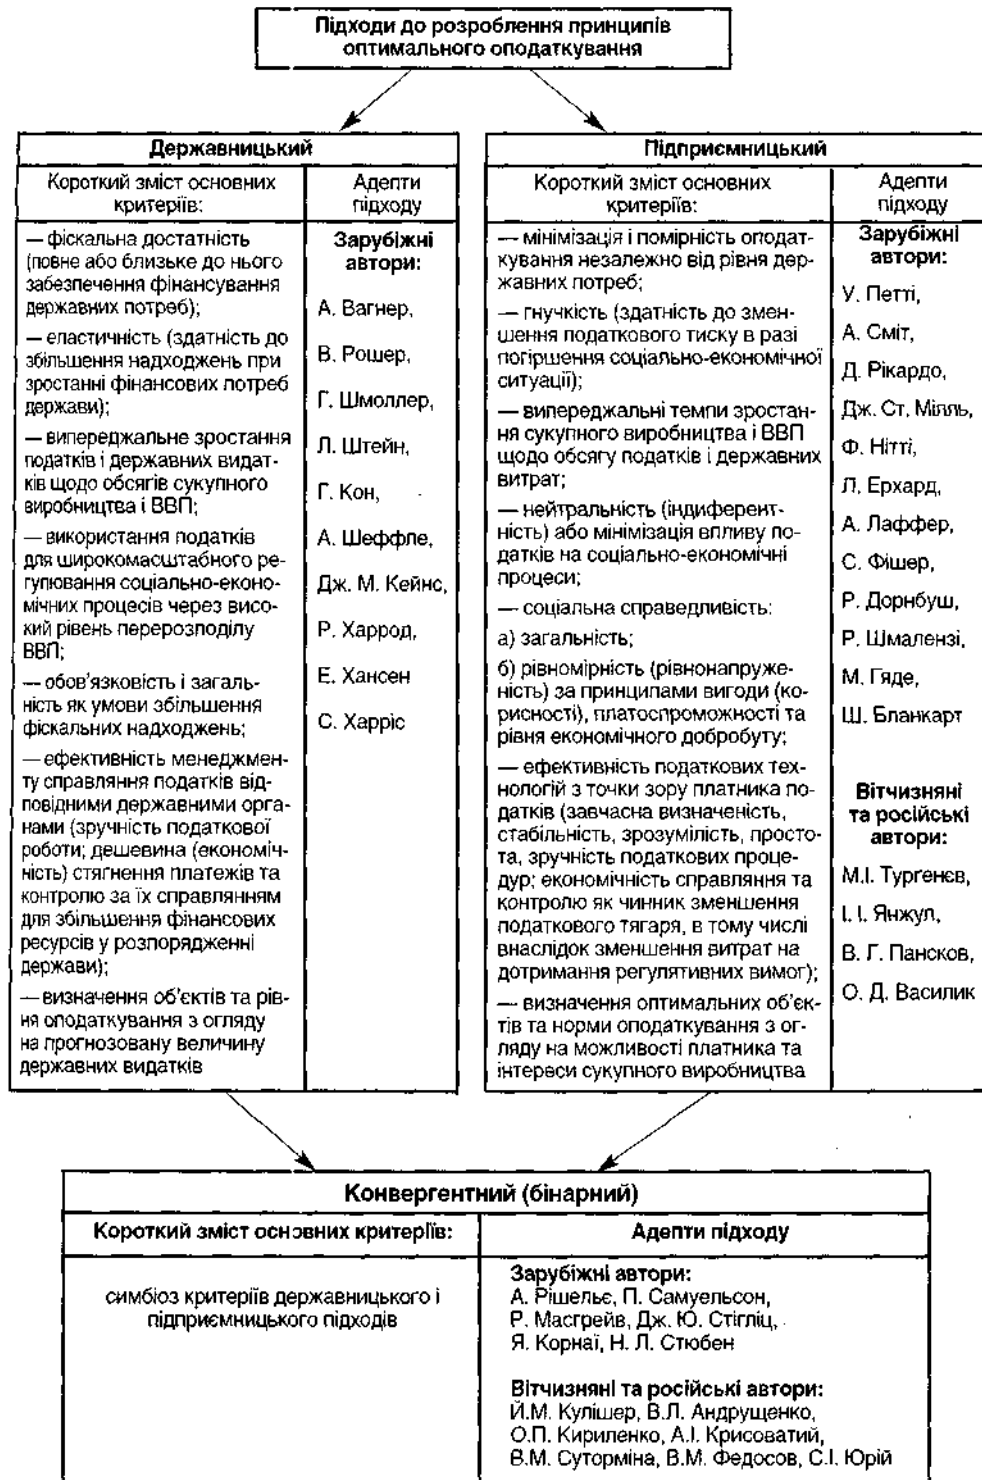 Підходи до розроблення принципів
оптимального оподаткування
Державницький
Короткий зміст основних
критеріїв:
Адепти
підходу
— фіскальна достатність
(повне або близьке до нього
забезпечення фінансування
державних потреб);
— еластичність (здатність до
збільшення надходжень при
зростанні фінансових потреб
держави);
— випереджальне зростання
податків і державних видат-
ків щодо обсягів сукупного
виробництва і ВВП;
— використання податків
для широкомасштабного ре-
гулювання соціально-еконо-
мічних процесів через висо-
кий рівень перерозподілу
ВВП;
— обов'язковість і загаль-
ність як умови збільшення
фіскальних надходжень;
— ефективність менеджмен-
ту справляння податків від-
повідними державними орга-
нами (зручність податкової
роботи; дешевина (економіч-
ність) стягнення платежів та
контролю за їх справлянням
для збільшення фінансових
ресурсів у розпорядженні
держави);
— визначення об'єктів та рів-
ня оподаткування з огляду
на прогнозовану величину
державних видатків
Зарубіжні
автори:
А. Вагнер,
В. Рошер,
Г. Шмоллер,
Л. Штейн,
Г. Кон,
А. Шеффле,
Дж. М. Кейнс,
Р. Харрод,
Е. Хансен
С. Харріс
Підприємницький
Короткий зміст основних
критеріїв:
Адепти
підходу
— мінімізація і помірність оподат-
кування незалежно від рівня дер-
жавних потреб;
— гнучкість (здатність до змен-
шення податкового тиску в разі
погіршення соціально-економічної
ситуації);
— випереджальні темпи зростан-
ня сукупного виробництва і ВВП
щодо обсягу податків і державних
витрат;
— нейтральність (індиферент-
ність) або мінімізація впливу по-
датків на соціально-економічні
процеси;
— соціальна справедливість:
а) загальність;
б) рівномірність (рівнонапруже-
ність) за принципами вигоди (ко-
рисності), платоспроможності та
рівня економічного добробуту;
— ефективність податкових тех-
нологій з точки зору платника по-
датків (завчасна визначеність,
стабільність, зрозумілість, просто-
та, зручність податкових проце-
дур; економічність справляння та
контролю як чинник зменшення
податкового тягаря, в тому числі
внаслідок зменшення витрат на
дотримання регулятивних вимог);
— визначення оптимальних об'єк-
тів та норми оподаткування з ог-
ляду на можливості платника та
інтереси сукупного виробництва
Зарубіжні
автори:
У. Петті,
А. Сміт,
Д. Рікардо,
Дж. Ст. Мілль,
Ф. Нітті,
Л. Ерхард,
А. Лаффер,
С. Фішер,
Р. Дорнбуш,
Р. Шмалензі,
М. Гяде,
Ш. Бланкарт
Вітчизняні
та російські
автори:
М.І. Тургенєв,
І. І. Янжул,
В. Г. Пансков,
О. Д. Василик
Конвергентний (бінарний)
Короткий зміст основних критеріїв:
Адепти підходу
симбіоз критеріїв державницького і
підприємницького підходів
Зарубіжні автори:
А. Рішельє, П. Самуельсон,
Р. Масгрейв, Дж. Ю. Стігліц,
Я. Корнаї, Н. Л. Стюбен
Вітчизняні та російські автори:
Й.М. Кулішер, В.Л. Андрущенко,
О.П. Кириленко, А.І. Крисоватий,
В.М. Суторміна, В.М. Федосов, С.І. Юрій